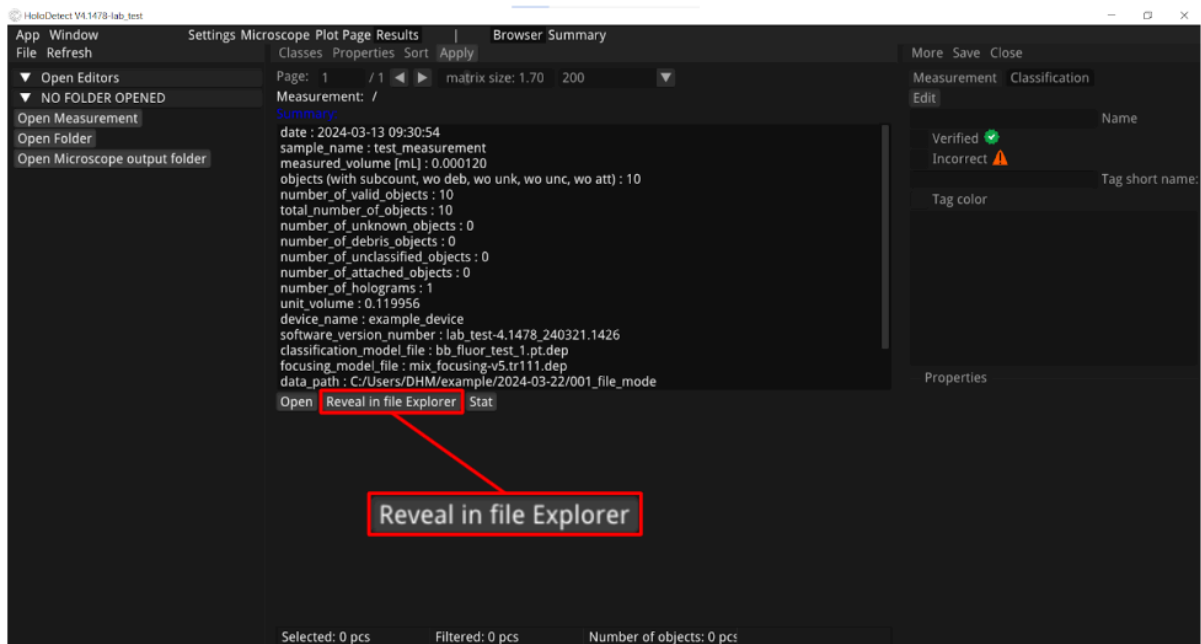 HoloDetect V4.1478-lab_test
App Window Settings Microscope Plot Page Results | Browser Summary
File Refresh
Classes Properties Sort Apply
More Save Close
Open Editors
NO FOLDER OPENED
Open Measurement
Open Folder
Open Microscope output folder
Page: 1 / 1 matrix size: 1.70 200
Measurement: /
Summary:
date : 2024-03-13 09:30:54
sample_name : test_measurement
measured_volume [mL] : 0.000120
objects (with subcount, wo deb, wo unk, wo unc, wo att) : 10
number_of_valid_objects : 10
total_number_of_objects : 10
number_of_unknown_objects : 0
number_of_debris_objects : 0
number_of_unclassified_objects : 0
number_of_attached_objects : 0
number_of_holograms : 1
unit_volume : 0.119956
device_name : example_device
software_version_number : lab_test-4.1478_240321.1426
classification_model_file : bb_fluor_test_1.pt.dep
focusing_model_file : mix_focusing-v5.tr111.dep
data_path : C:/Users/DHM/example/2024-03-22/001_file_mode
Open Reveal in file Explorer Stat
Reveal in file Explorer
Measurement Classification
Edit
Name
Verified
Incorrect
Tag short name:
Tag color
Properties
Selected: 0 pcs Filtered: 0 pcs Number of objects: 0 pcs